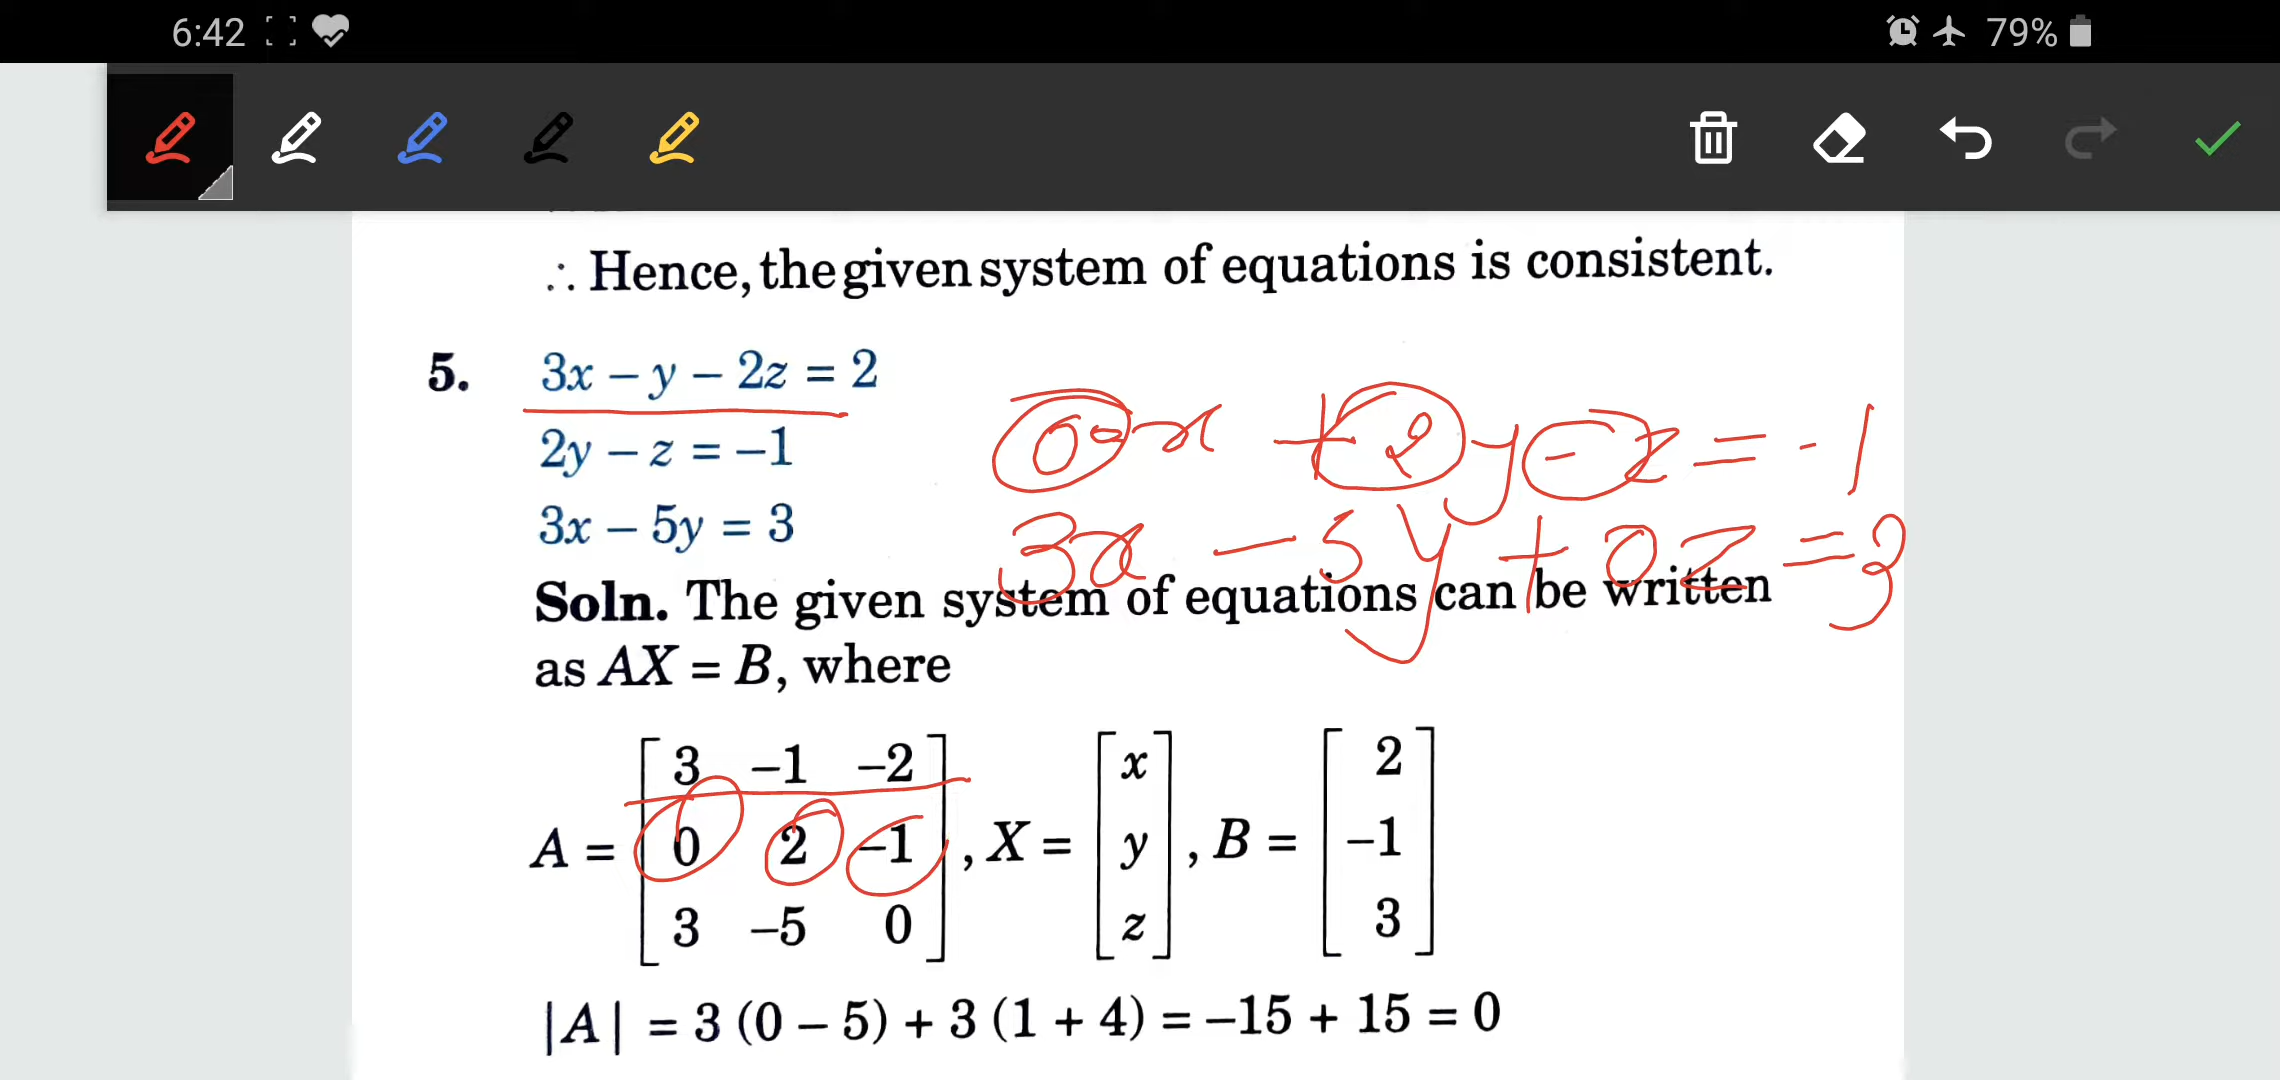 6:42 79%
∴ Hence, the given system of equations is consistent.
5. 3x – y – 2z = 2
2y – z = –1
0x + 2y – z = -1
3x – 5y = 3
3x – 5y + 0z = 3
Soln. The given system of equations can be written
as AX = B, where
A = [3 –1 –2
0 2 –1
3 –5 0], X = [x
y
z], B = [2
–1
3]
|A| = 3 (0 – 5) + 3 (1 + 4) = –15 + 15 = 0